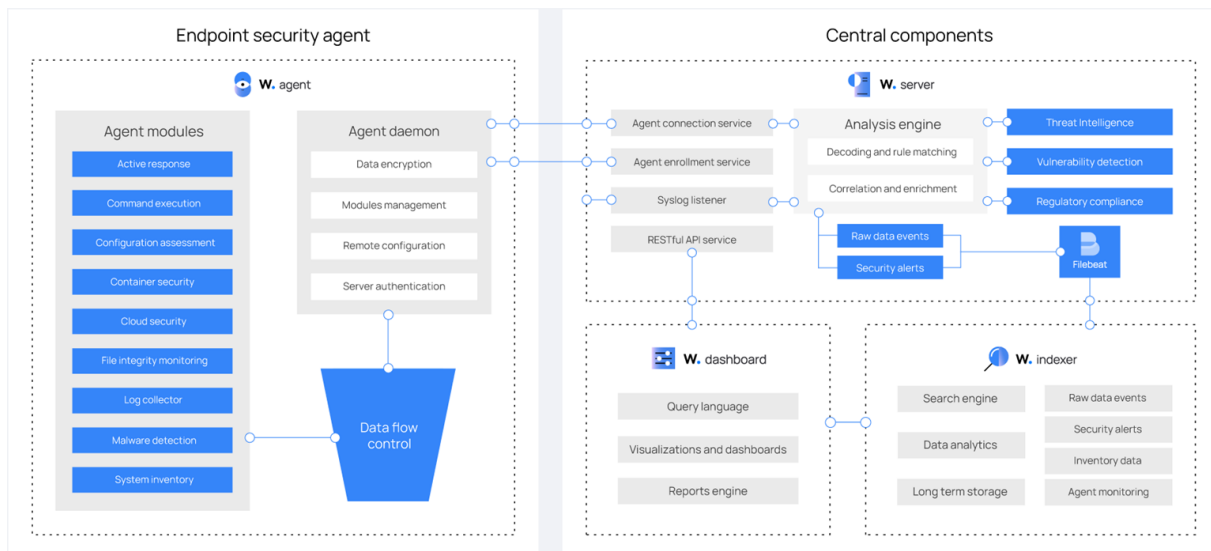 Endpoint security agent
W. agent
Agent modules
Active response
Command execution
Configuration assessment
Container security
Cloud security
File integrity monitoring
Log collector
Malware detection
System inventory
Agent daemon
Data encryption
Modules management
Remote configuration
Server authentication
Data flow
control
Central components
W. server
Agent connection service
Agent enrollment service
Syslog listener
RESTful API service
Analysis engine
Decoding and rule matching
Correlation and enrichment
Threat Intelligence
Vulnerability detection
Regulatory compliance
Raw data events
Security alerts
Filebeat
W. dashboard
Query language
Visualizations and dashboards
Reports engine
W. indexer
Search engine
Data analytics
Long term storage
Raw data events
Security alerts
Inventory data
Agent monitoring